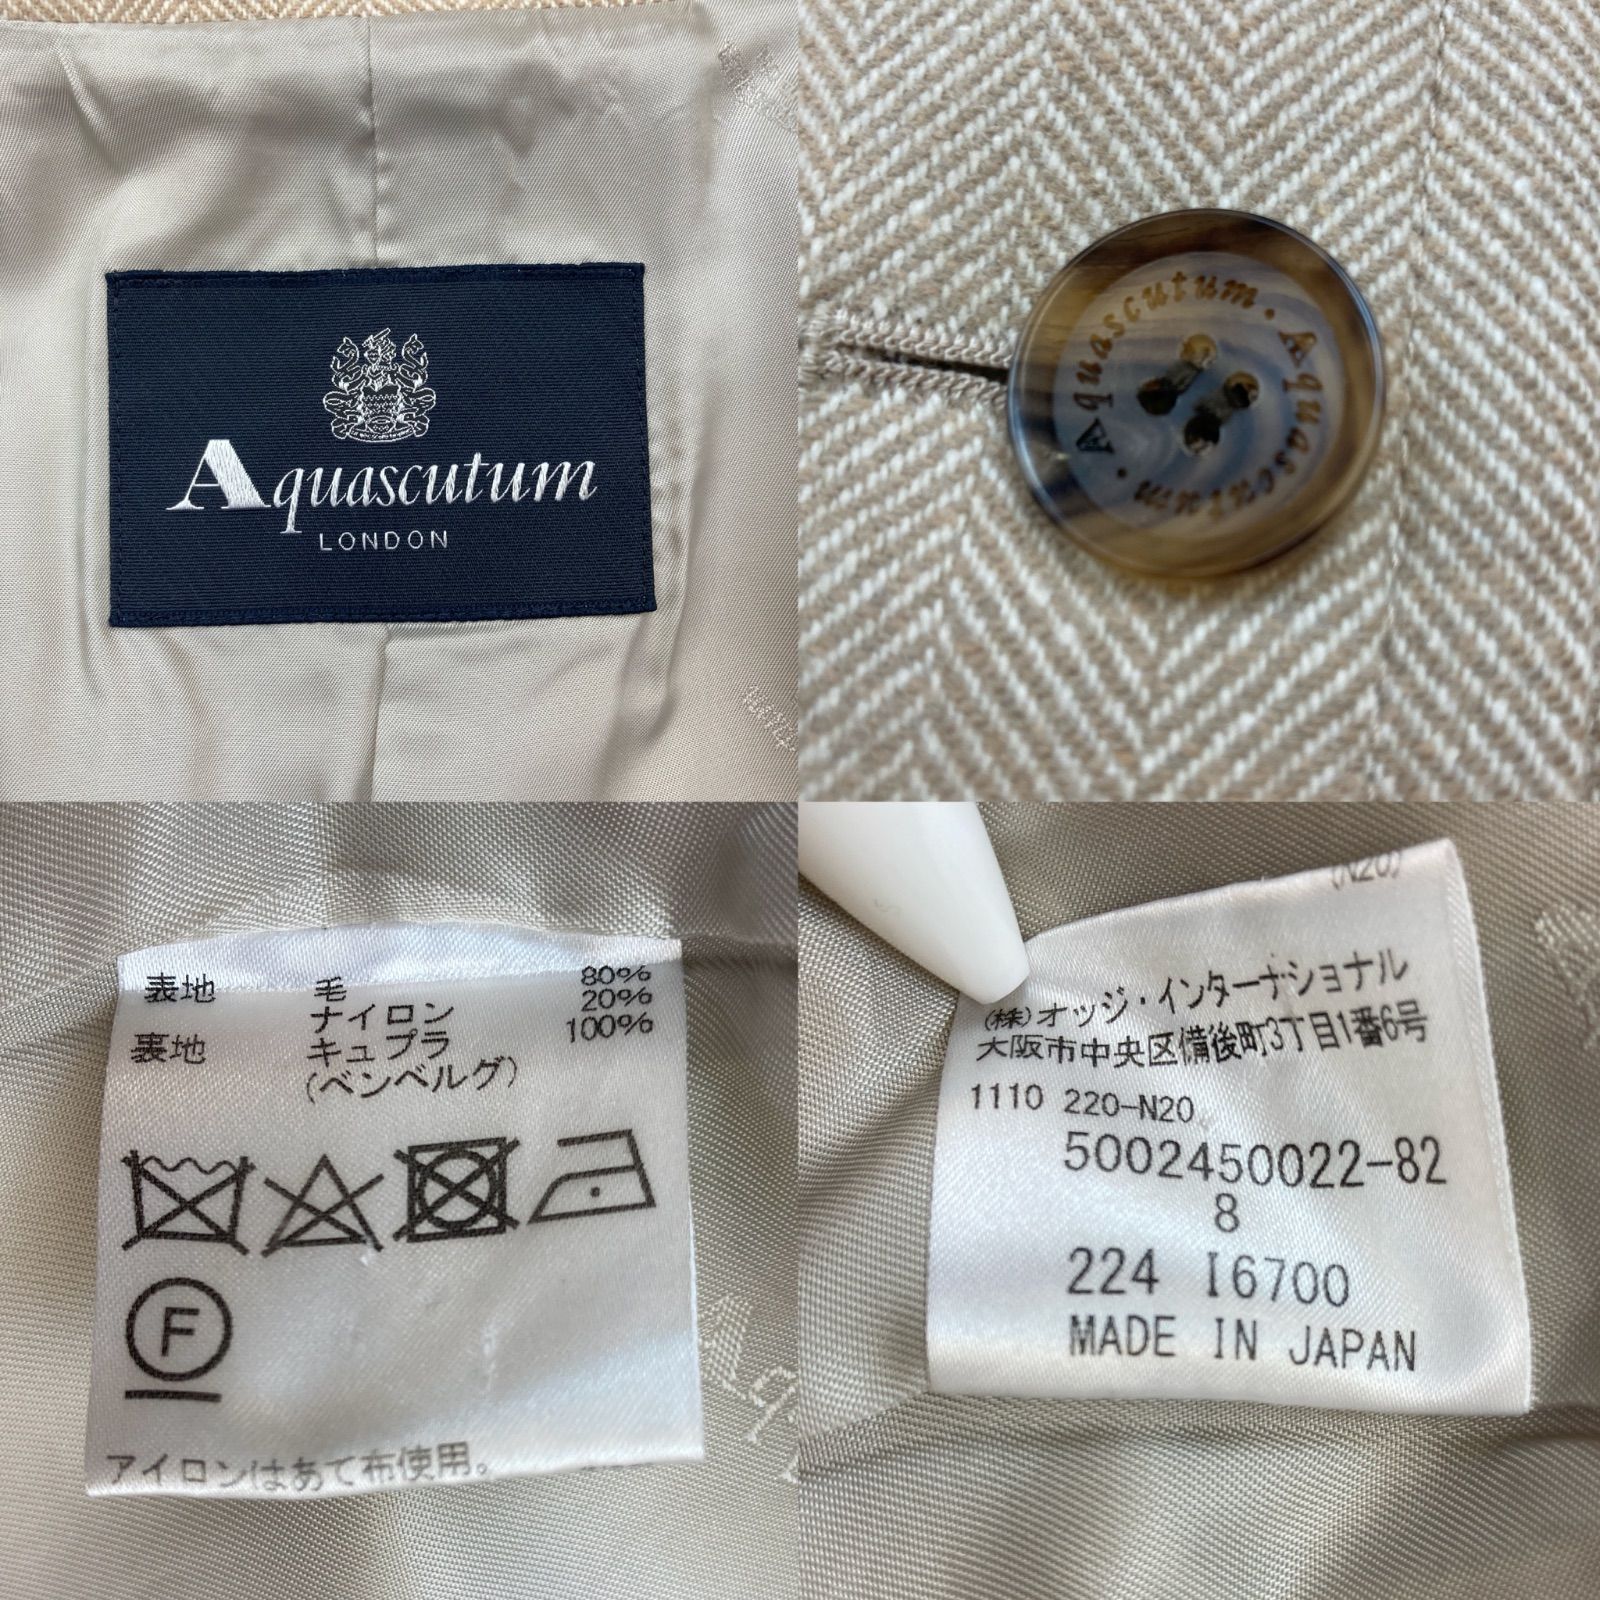 Aquascutum
LONDON
Aquascutum · Aquascutum ·
表地 毛 80%
ナイロン 20%
裏地 キュプラ 100%
(ベンベルグ)
F
アイロンはあて布使用。
(N20)
(株)オッジ・インターナショナル
大阪市中央区備後町3丁目1番6号
1110 220-N20
5002450022-82
8
224 I6700
MADE IN JAPAN